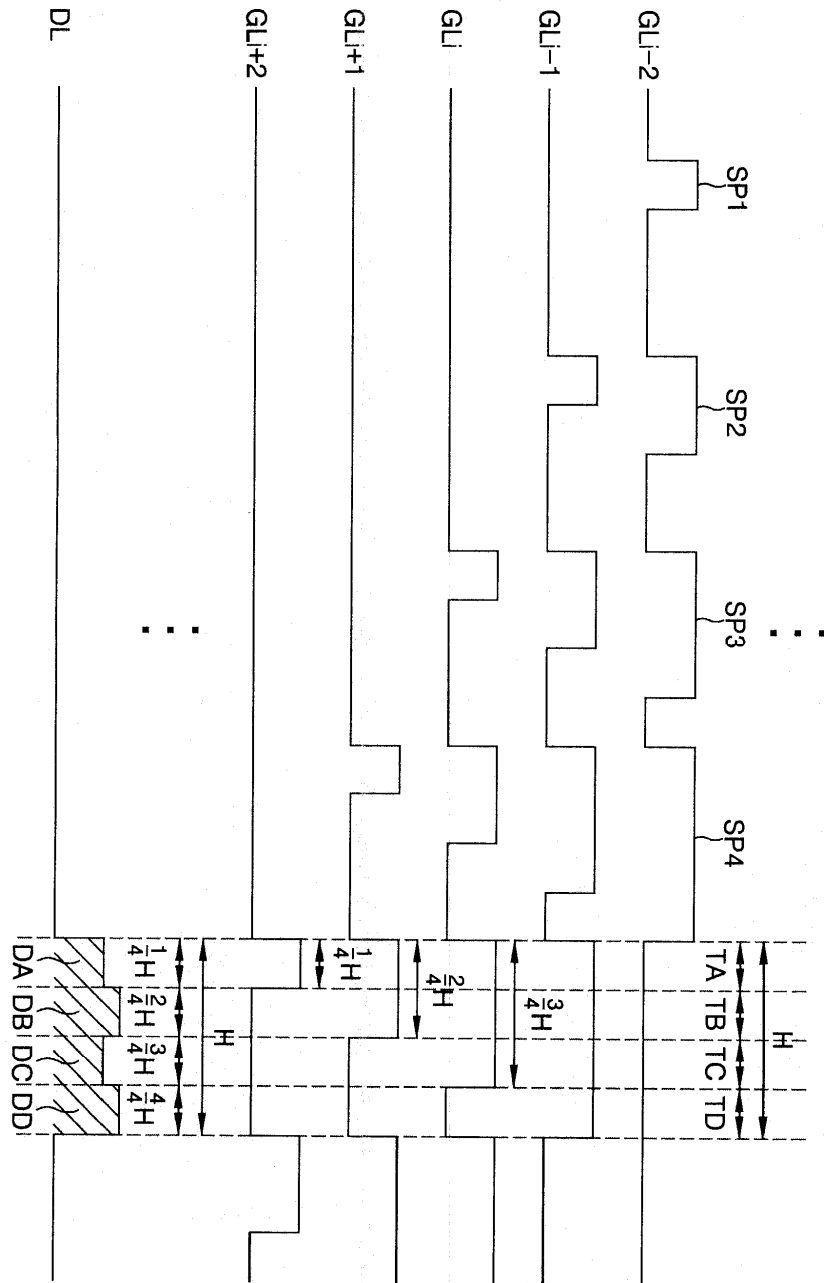 H
SP1 SP2 SP3 SP4 TA TB TC TD
GLi-2
GLi-1
3/4H
GLi
2/4H
GLi+1
1/4H
GLi+2
H
1/4H 2/4H 3/4H 4/4H
DL
DA DB DC DD